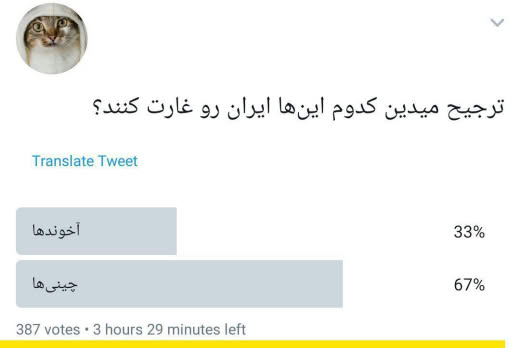 ترجیح میدین کدوم این‌ها ایران رو غارت کنند؟
Translate Tweet
آخوندها 33%
چینی‌ها 67%
387 votes • 3 hours 29 minutes left